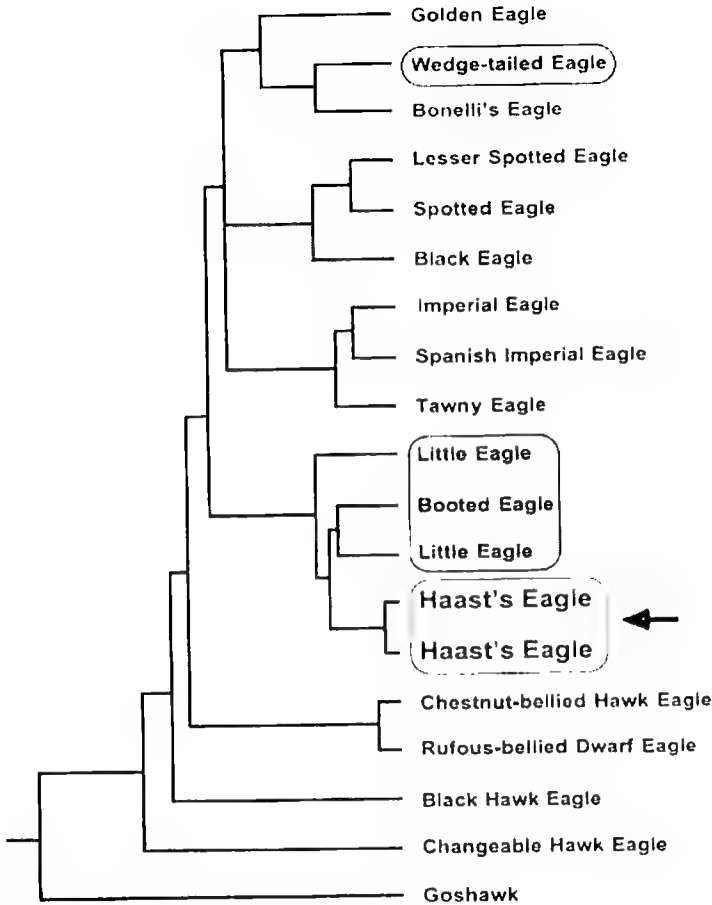 Golden Eagle
Wedge-tailed Eagle
Bonelli's Eagle
Lesser Spotted Eagle
Spotted Eagle
Black Eagle
Imperial Eagle
Spanish Imperial Eagle
Tawny Eagle
Little Eagle
Booted Eagle
Little Eagle
Haast's Eagle
Haast's Eagle
Chestnut-bellied Hawk Eagle
Rufous-bellied Dwarf Eagle
Black Hawk Eagle
Changeable Hawk Eagle
Goshawk